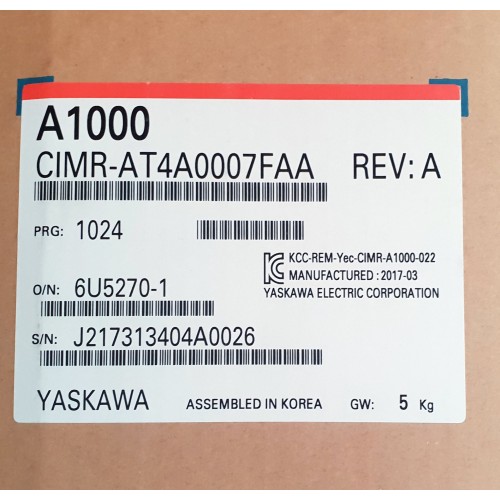 A1000
CIMR-AT4A0007FAA REV: A
PRG: 1024
KCC-REM-Yec-CIMR-A1000-022
MANUFACTURED : 2017-03
YASKAWA ELECTRIC CORPORATION
O/N: 6U5270-1
S/N: J217313404A0026
YASKAWA ASSEMBLED IN KOREA GW: 5 Kg